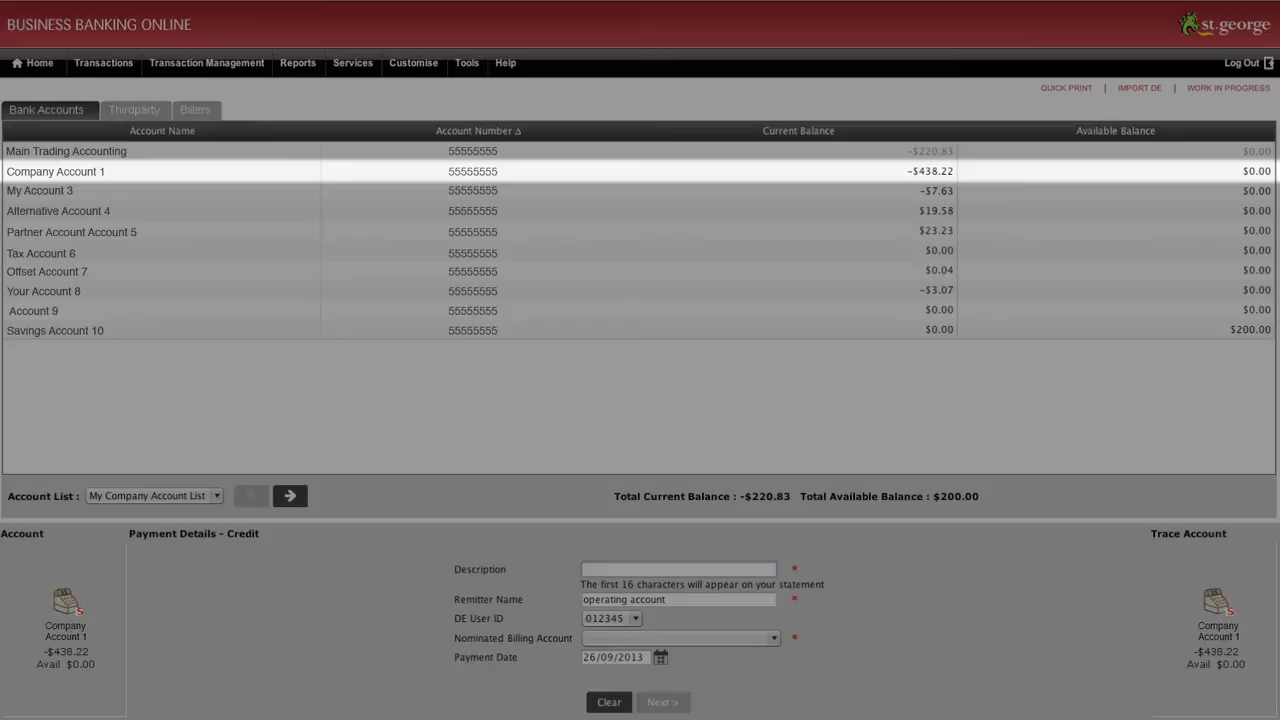 BUSINESS BANKING ONLINE
st.george
Home Transactions Transaction Management Reports Services Customise Tools Help Log Out
QUICK PRINT | IMPORT DE | WORK IN PROGRESS
Bank Accounts Thirdparty Billers
Account Name Account Number Δ Current Balance Available Balance
Main Trading Accounting 55555555 -$220.83 $0.00
Company Account 1 55555555 -$438.22 $0.00
My Account 3 55555555 -$7.63 $0.00
Alternative Account 4 55555555 $19.58 $0.00
Partner Account Account 5 55555555 $23.23 $0.00
Tax Account 6 55555555 $0.00 $0.00
Offset Account 7 55555555 $0.04 $0.00
Your Account 8 55555555 -$3.07 $0.00
Account 9 55555555 $0.00 $0.00
Savings Account 10 55555555 $0.00 $200.00
Account List : My Company Account List Total Current Balance : -$220.83 Total Available Balance : $200.00
Account Payment Details - Credit Trace Account
Description *
The first 16 characters will appear on your statement
Remitter Name operating account *
DE User ID 012345
Nominated Billing Account *
Payment Date 26/09/2013
Company
Account 1
-$438.22
Avail $0.00
Company
Account 1
-$438.22
Avail $0.00
Clear Next >